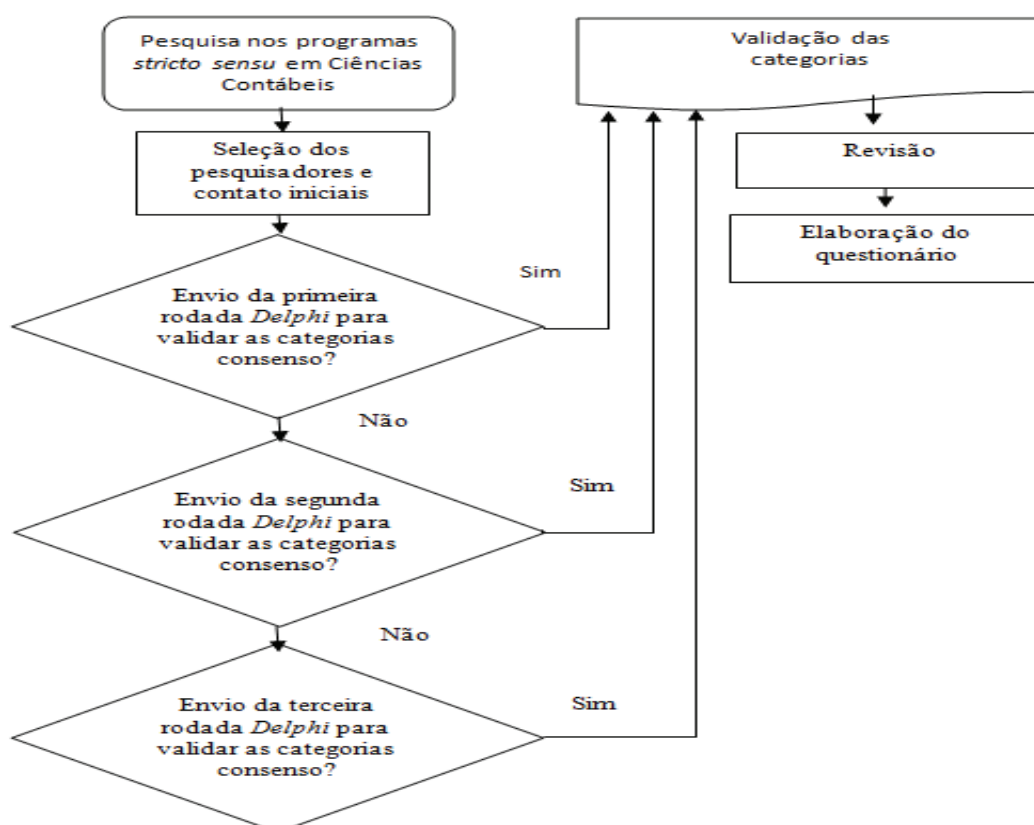 Pesquisa nos programas
stricto sensu em Ciências
Contábeis
Seleção dos
pesquisadores e
contato iniciais
Envio da primeira
rodada Delphi para
validar as categorias
consenso?
Sim
Não
Envio da segunda
rodada Delphi para
validar as categorias
consenso?
Sim
Não
Envio da terceira
rodada Delphi para
validar as categorias
consenso?
Sim
Validação das
categorias
Revisão
Elaboração do
questionário